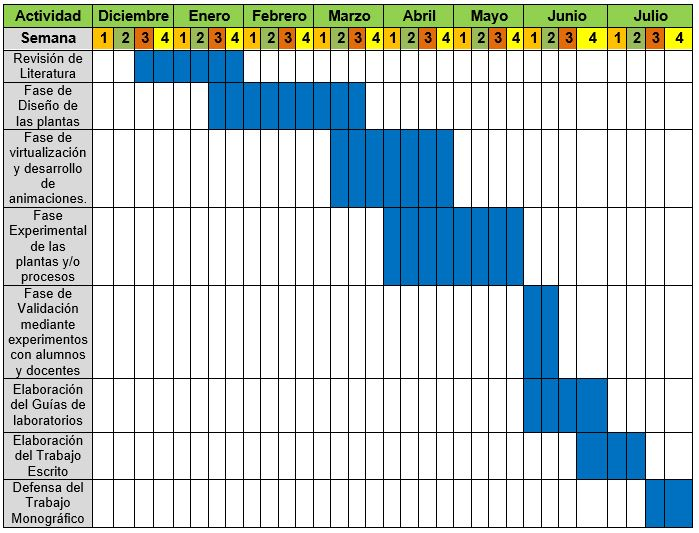 Actividad Diciembre Enero Febrero Marzo Abril Mayo Junio Julio
Semana 1 2 3 4 1 2 3 4 1 2 3 4 1 2 3 4 1 2 3 4 1 2 3 4 1 2 3 4 1 2 3 4
Revisión de
Literatura
Fase de
Diseño de
las plantas
Fase de
virtualización
y desarrollo
de
animaciones.
Fase
Experimental
de las
plantas y/o
procesos
Fase de
Validación
mediante
experimentos
con alumnos
y docentes
Elaboración
del Guías de
laboratorios
Elaboración
del Trabajo
Escrito
Defensa del
Trabajo
Monográfico